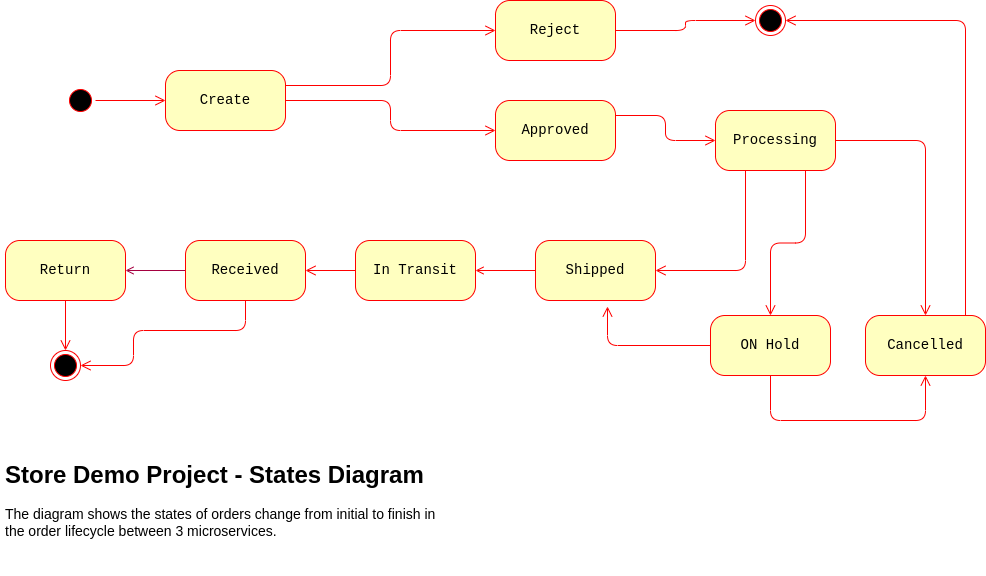 Reject
Create
Approved
Processing
Return
Received
In Transit
Shipped
ON Hold
Cancelled
Store Demo Project - States Diagram
The diagram shows the states of orders change from initial to finish in
the order lifecycle between 3 microservices.